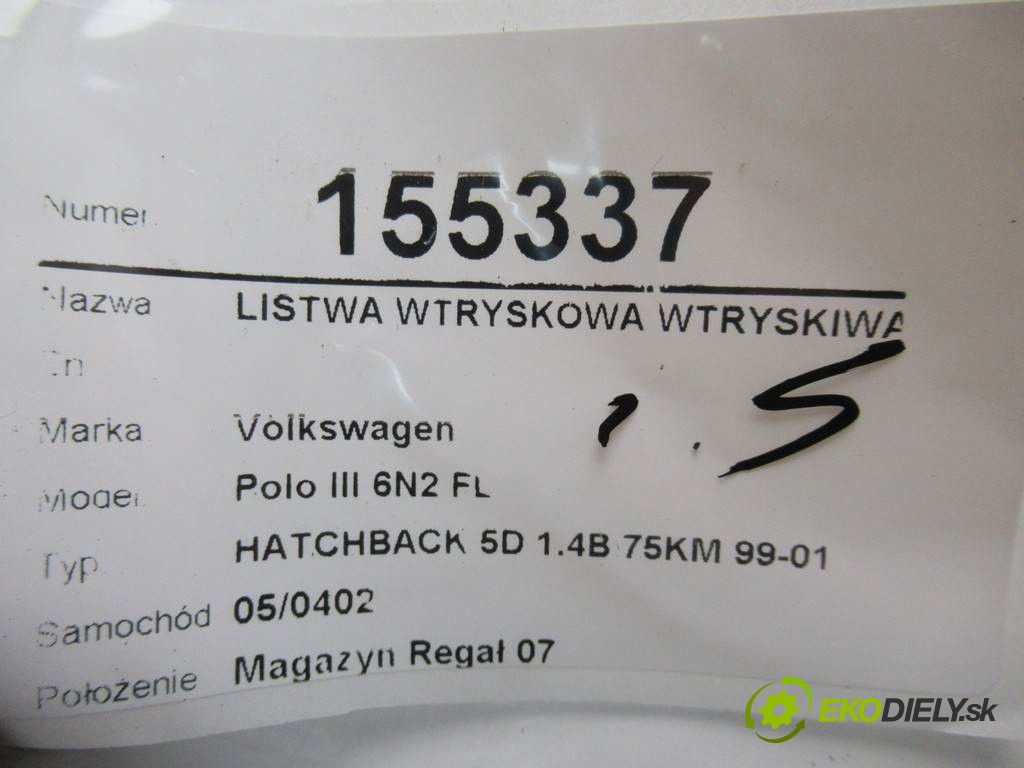 Numer 155337
Nazwa LISTWA WTRYSKOWA WTRYSKIWA
En
Marka Volkswagen
1.5
Model Polo III 6N2 FL
Typ HATCHBACK 5D 1.4B 75KM 99-01
Samochód 05/0402
Położenie Magazyn Regał 07
EKODIELY.sk